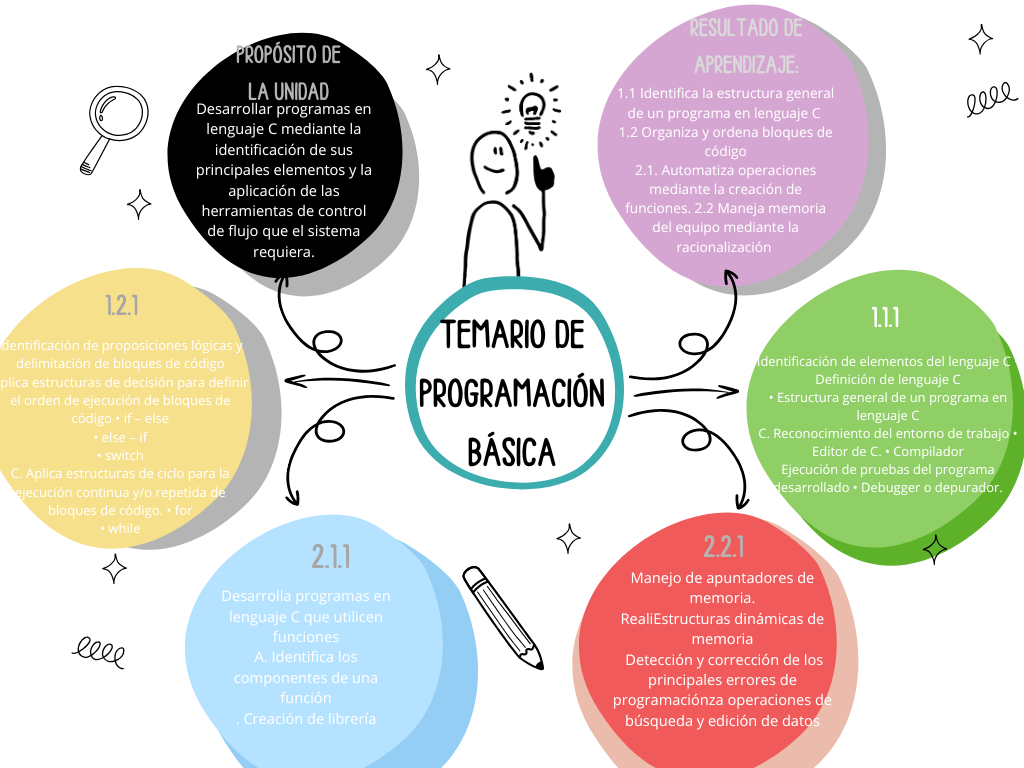 PROPÓSITO DE
LA UNIDAD
Desarrollar programas en
lenguaje C mediante la
identificación de sus
principales elementos y la
aplicación de las
herramientas de control
de flujo que el sistema
requiera.
RESULTADO DE
APRENDIZAJE:
1.1 Identifica la estructura general
de un programa en lenguaje C
1.2 Organiza y ordena bloques de
código
2.1. Automatiza operaciones
mediante la creación de
funciones. 2.2 Maneja memoria
del equipo mediante la
racionalización
1.2.1
dentificación de proposiciones lógicas y
delimitación de bloques de código
plica estructuras de decisión para definir
el orden de ejecución de bloques de
código • if – else
• else – if
• switch
C. Aplica estructuras de ciclo para la
ejecución continua y/o repetida de
bloques de código. • for
• while
TEMARIO DE
PROGRAMACIÓN
BÁSICA
1.1.1
Identificación de elementos del lenguaje C
Definición de lenguaje C
• Estructura general de un programa en
lenguaje C
C. Reconocimiento del entorno de trabajo •
Editor de C. • Compilador
Ejecución de pruebas del programa
desarrollado • Debugger o depurador.
2.1.1
Desarrolla programas en
lenguaje C que utilicen
funciones
A. Identifica los
componentes de una
función
. Creación de librería
2.2.1
Manejo de apuntadores de
memoria.
RealiEstructuras dinámicas de
memoria
Detección y corrección de los
principales errores de
programaciónza operaciones de
búsqueda y edición de datos